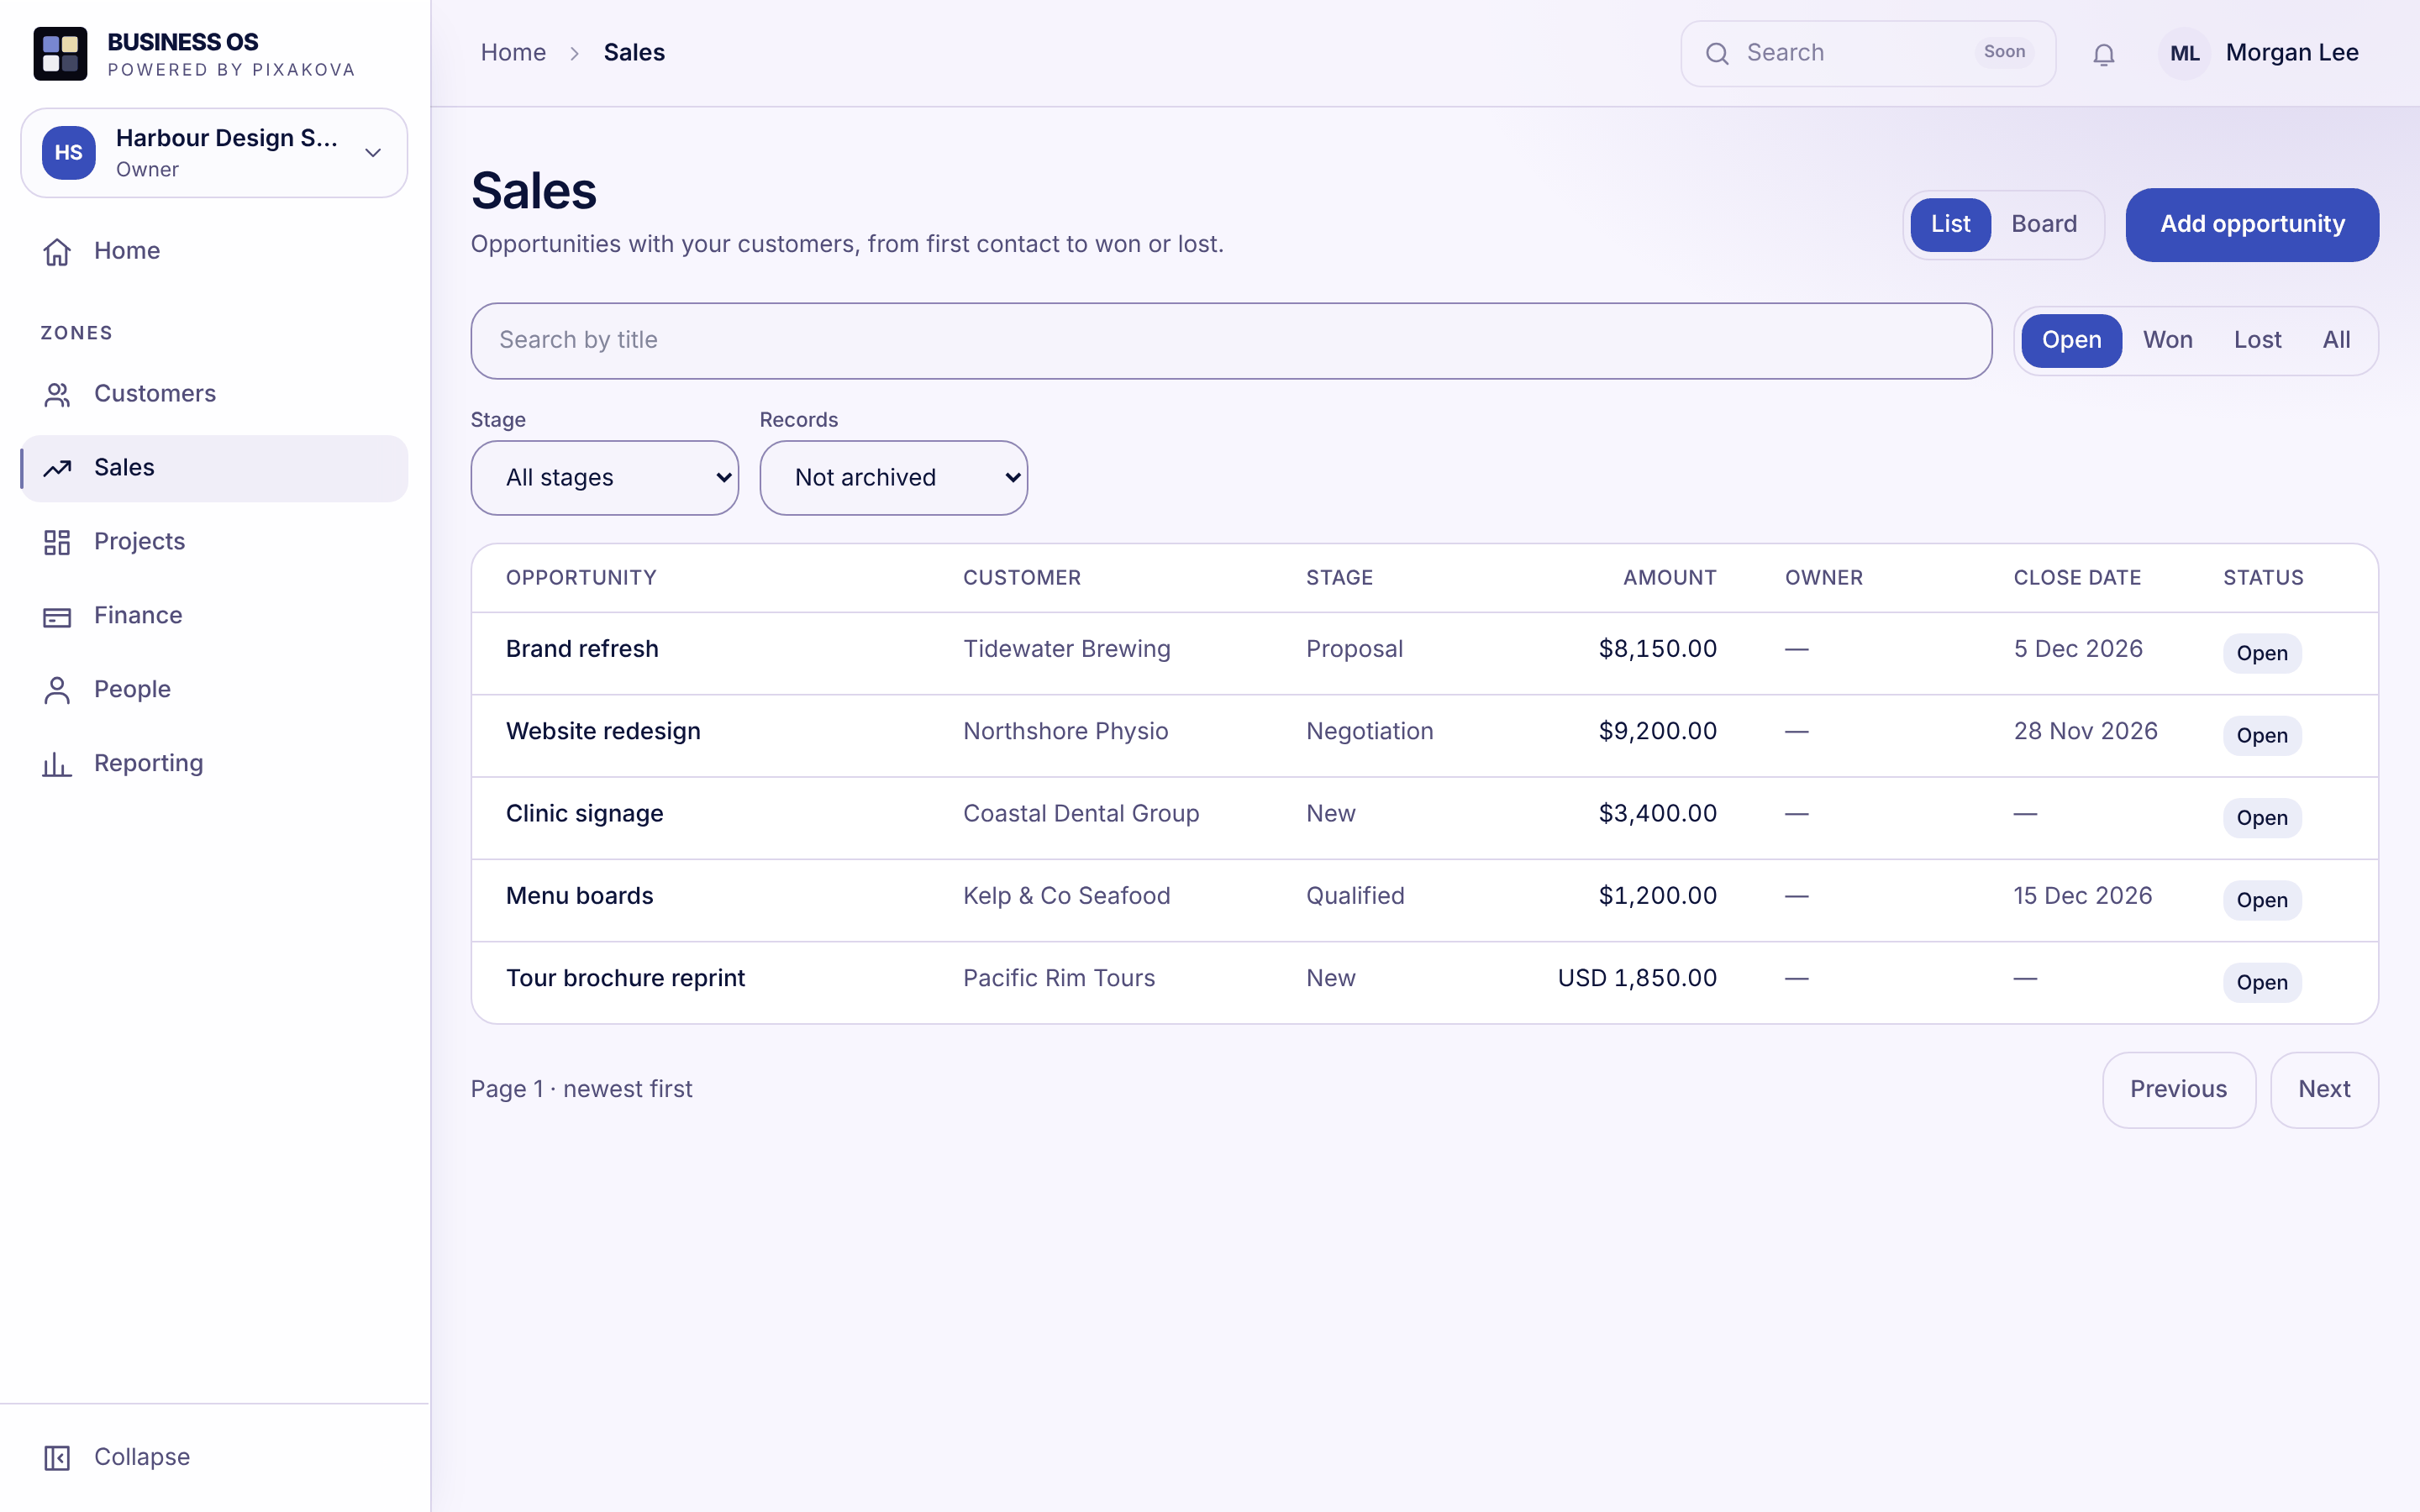 BUSINESS OS
POWERED BY PIXAKOVA
HS
Harbour Design S...
Owner
Home
ZONES
Customers
Sales
Projects
Finance
People
Reporting
Collapse
Home > Sales
Search Soon
ML Morgan Lee
Sales
Opportunities with your customers, from first contact to won or lost.
List Board Add opportunity
Search by title
Open Won Lost All
Stage Records
All stages Not archived
OPPORTUNITY CUSTOMER STAGE AMOUNT OWNER CLOSE DATE STATUS
Brand refresh Tidewater Brewing Proposal $8,150.00 — 5 Dec 2026 Open
Website redesign Northshore Physio Negotiation $9,200.00 — 28 Nov 2026 Open
Clinic signage Coastal Dental Group New $3,400.00 — — Open
Menu boards Kelp & Co Seafood Qualified $1,200.00 — 15 Dec 2026 Open
Tour brochure reprint Pacific Rim Tours New USD 1,850.00 — — Open
Page 1 · newest first
Previous Next